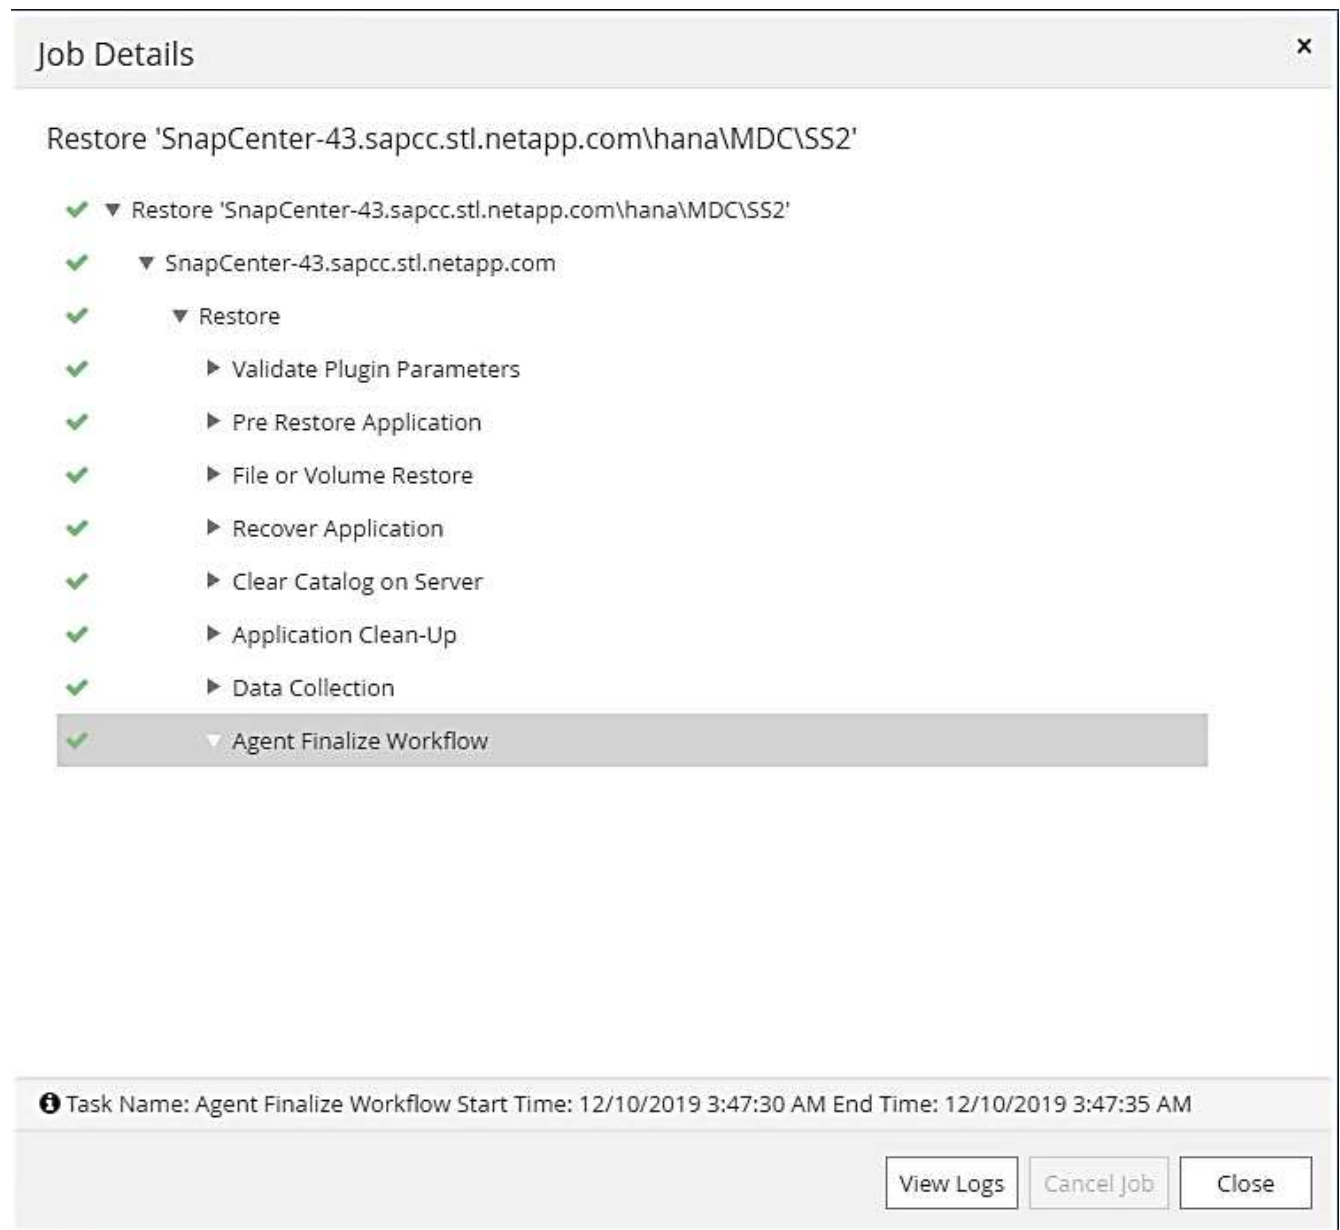 Job Details
Restore 'SnapCenter-43.sapcc.stl.netapp.com\hana\MDC\SS2'
Restore 'SnapCenter-43.sapcc.stl.netapp.com\hana\MDC\SS2'
SnapCenter-43.sapcc.stl.netapp.com
Restore
Validate Plugin Parameters
Pre Restore Application
File or Volume Restore
Recover Application
Clear Catalog on Server
Application Clean-Up
Data Collection
Agent Finalize Workflow
Task Name: Agent Finalize Workflow Start Time: 12/10/2019 3:47:30 AM End Time: 12/10/2019 3:47:35 AM
View Logs Cancel Job Close